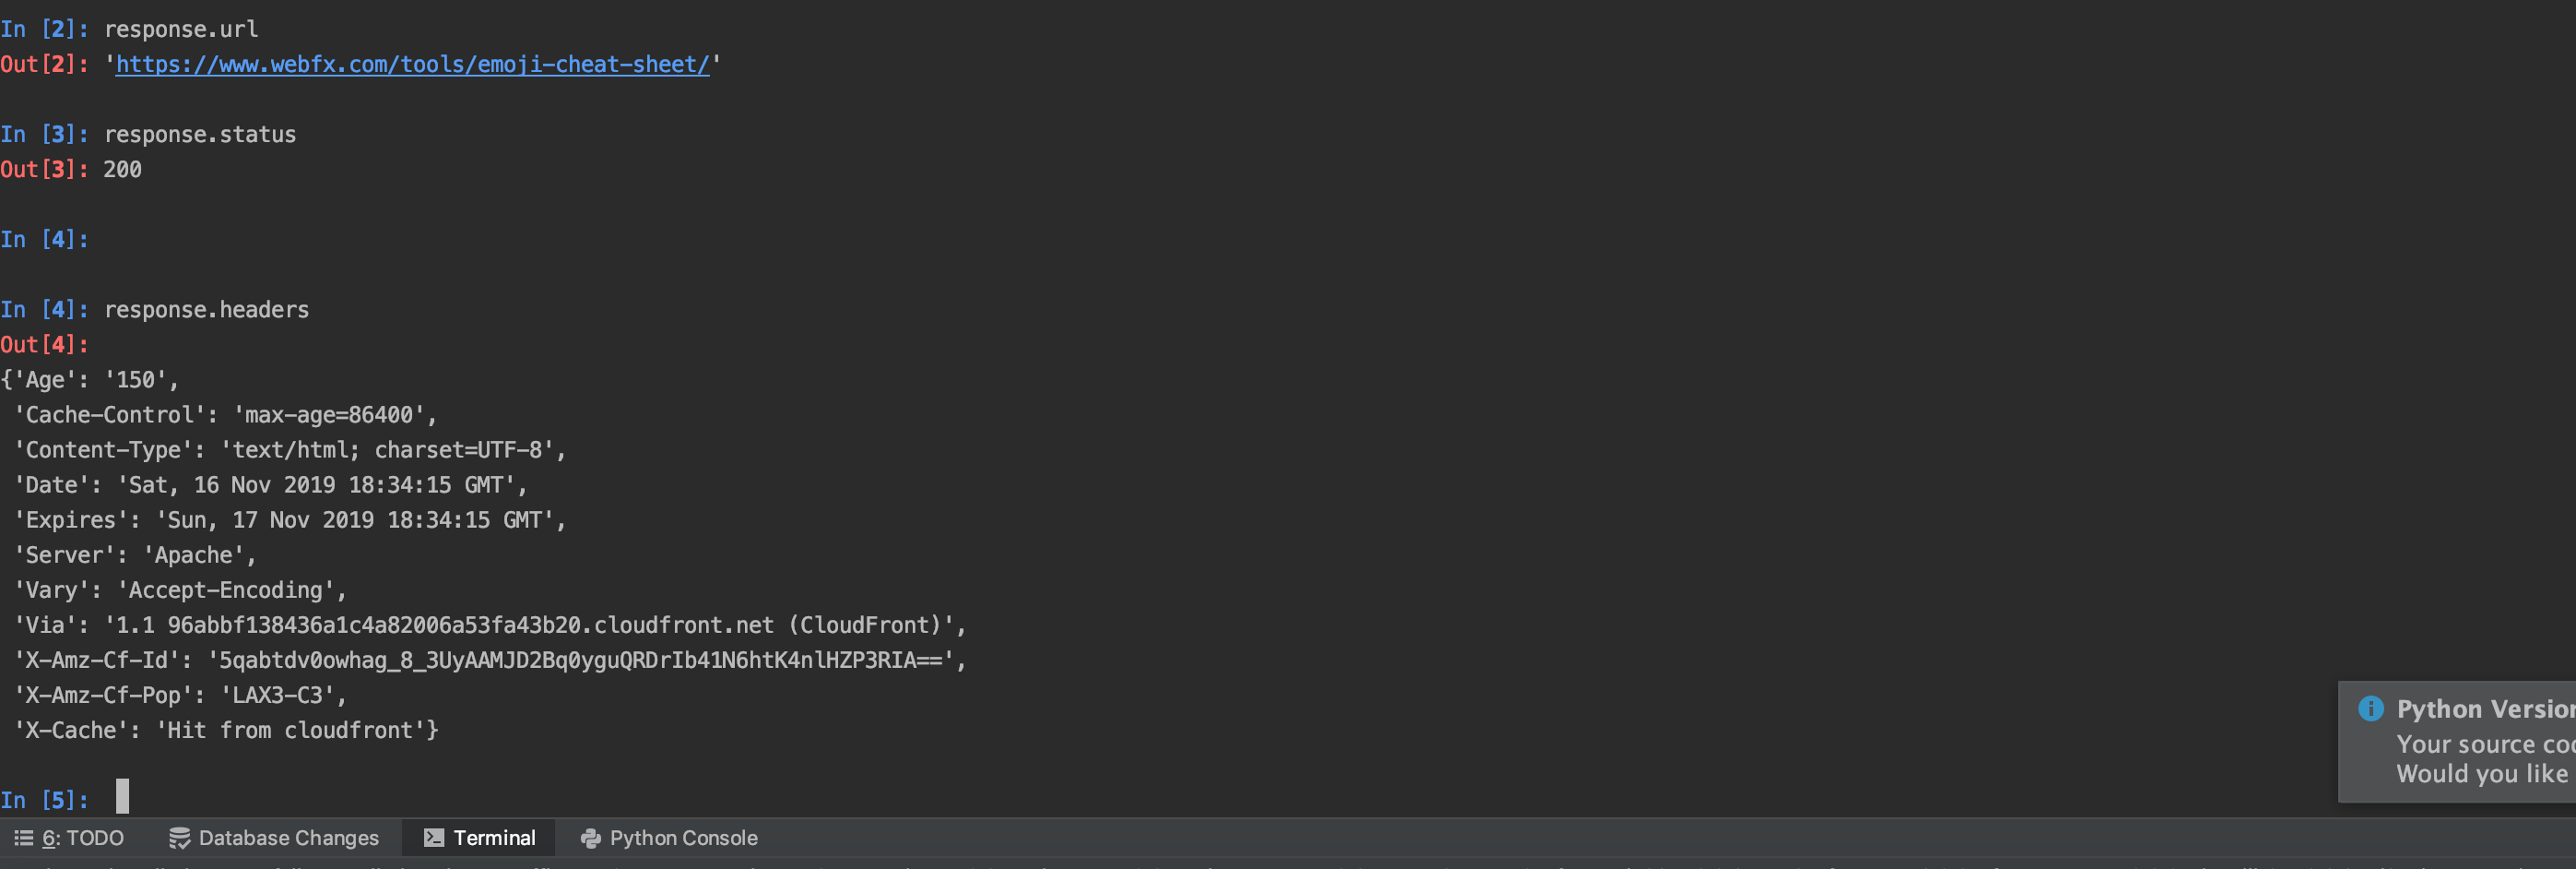 In [2]: response.url
Out[2]: 'https://www.webfx.com/tools/emoji-cheat-sheet/'
In [3]: response.status
Out[3]: 200
In [4]:
In [4]: response.headers
Out[4]:
{'Age': '150',
'Cache-Control': 'max-age=86400',
'Content-Type': 'text/html; charset=UTF-8',
'Date': 'Sat, 16 Nov 2019 18:34:15 GMT',
'Expires': 'Sun, 17 Nov 2019 18:34:15 GMT',
'Server': 'Apache',
'Vary': 'Accept-Encoding',
'Via': '1.1 96abbf138436a1c4a82006a53fa43b20.cloudfront.net (CloudFront)',
'X-Amz-Cf-Id': '5qabtdv0owhag_8_3UyAAMJD2Bq0yguQRDrIb41N6htK4nlHZP3RIA==',
'X-Amz-Cf-Pop': 'LAX3-C3',
'X-Cache': 'Hit from cloudfront'}
Python Version
Your source cod
Would you like
In [5]:
6: TODO Database Changes Terminal Python Console